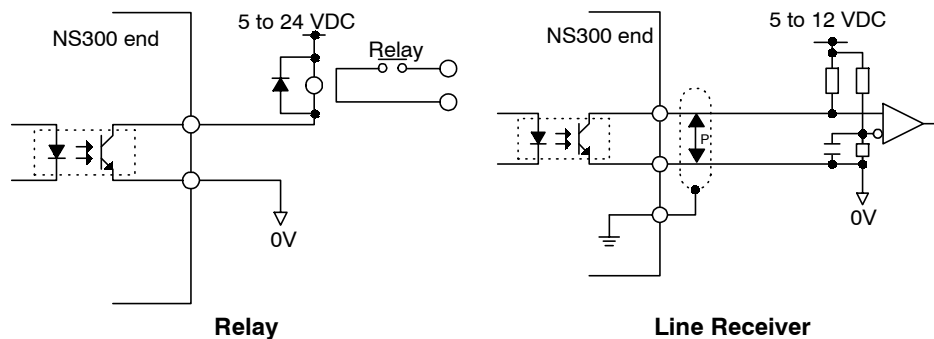 5 to 24 VDC
NS300 end
Relay
0V
Relay
5 to 12 VDC
NS300 end
P
0V
Line Receiver